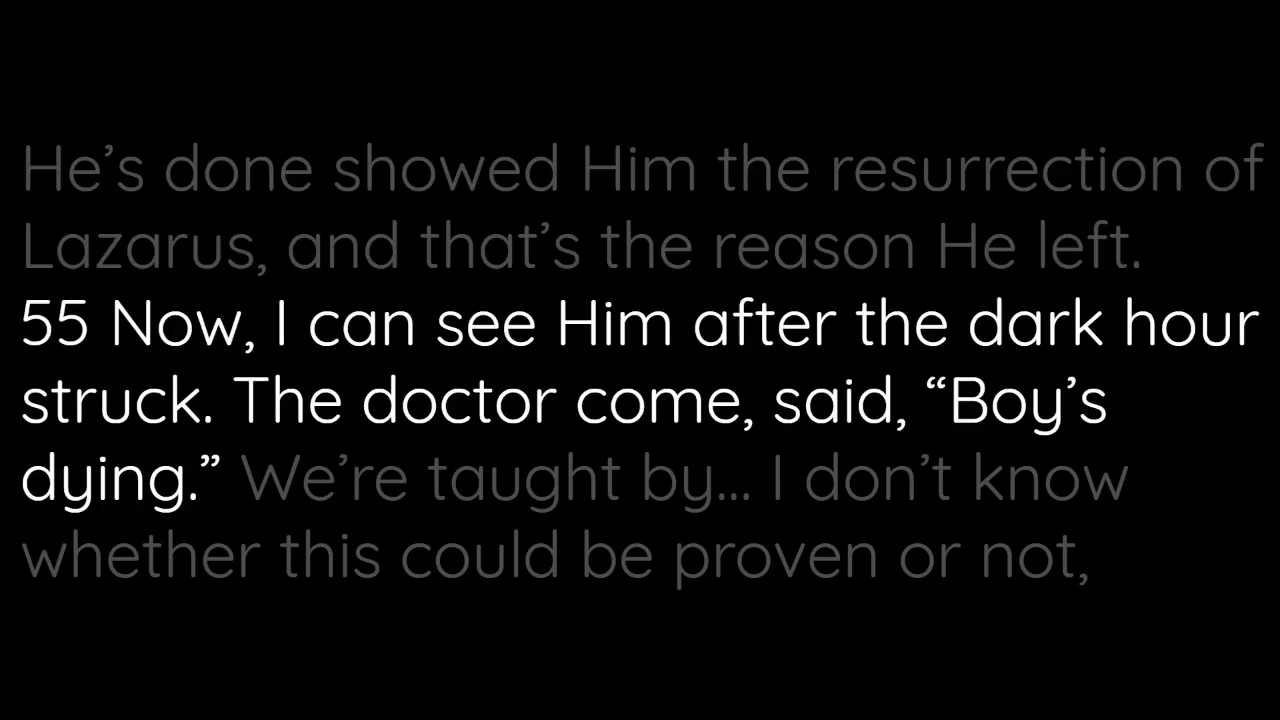 He’s done showed Him the resurrection of
Lazarus, and that’s the reason He left.
55 Now, I can see Him after the dark hour
struck. The doctor come, said, “Boy’s
dying.” We’re taught by... I don’t know
whether this could be proven or not,